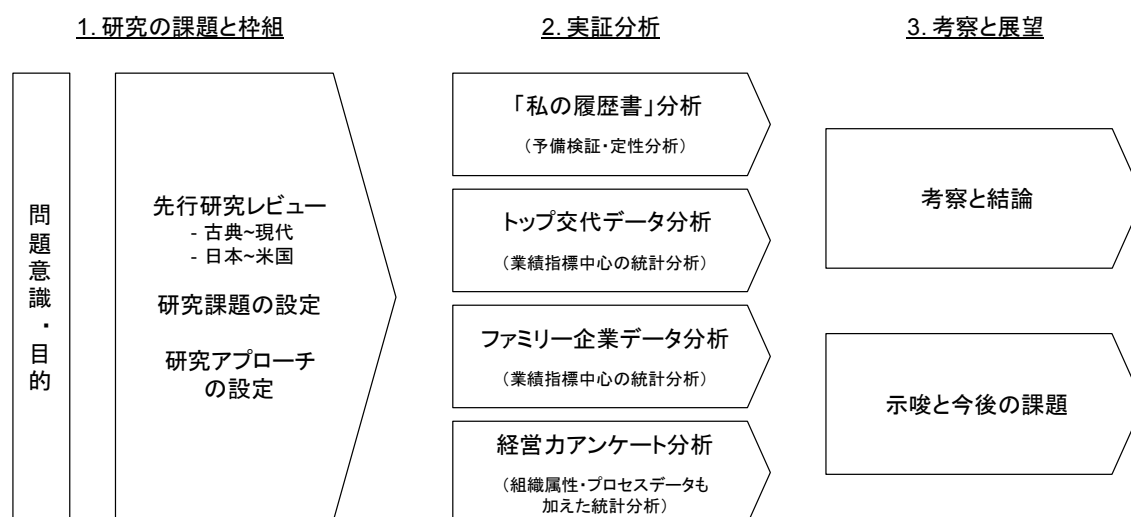 1. 研究の課題と枠組
2. 実証分析
3. 考察と展望
問題意識・目的
先行研究レビュー
- 古典~現代
- 日本~米国
研究課題の設定
研究アプローチ
の設定
「私の履歴書」分析
（予備検証・定性分析）
トップ交代データ分析
（業績指標中心の統計分析）
ファミリー企業データ分析
（業績指標中心の統計分析）
経営力アンケート分析
（組織属性・プロセスデータも
加えた統計分析）
考察と結論
示唆と今後の課題